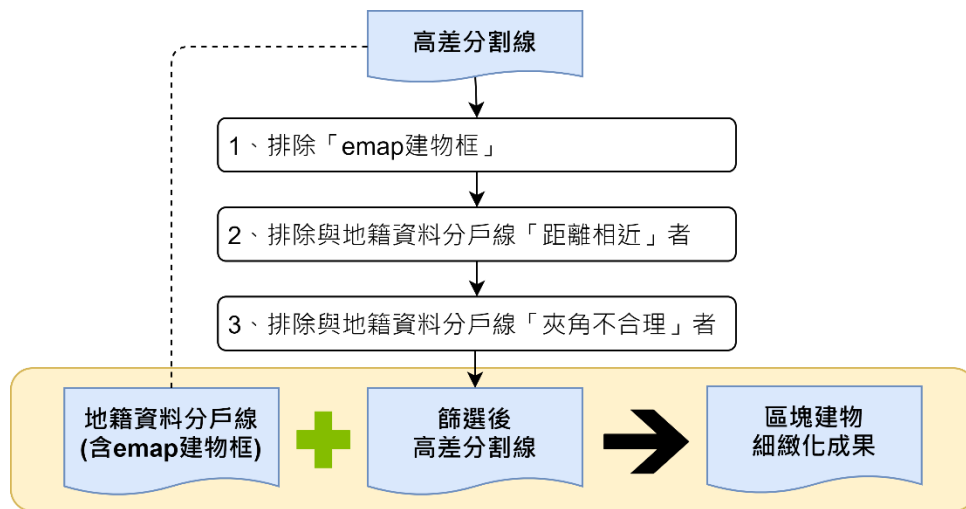 高差分割線
1、排除「emap建物框」
2、排除與地籍資料分戶線「距離相近」者
3、排除與地籍資料分戶線「夾角不合理」者
地籍資料分戶線
(含emap建物框)
篩選後
高差分割線
區塊建物
細緻化成果